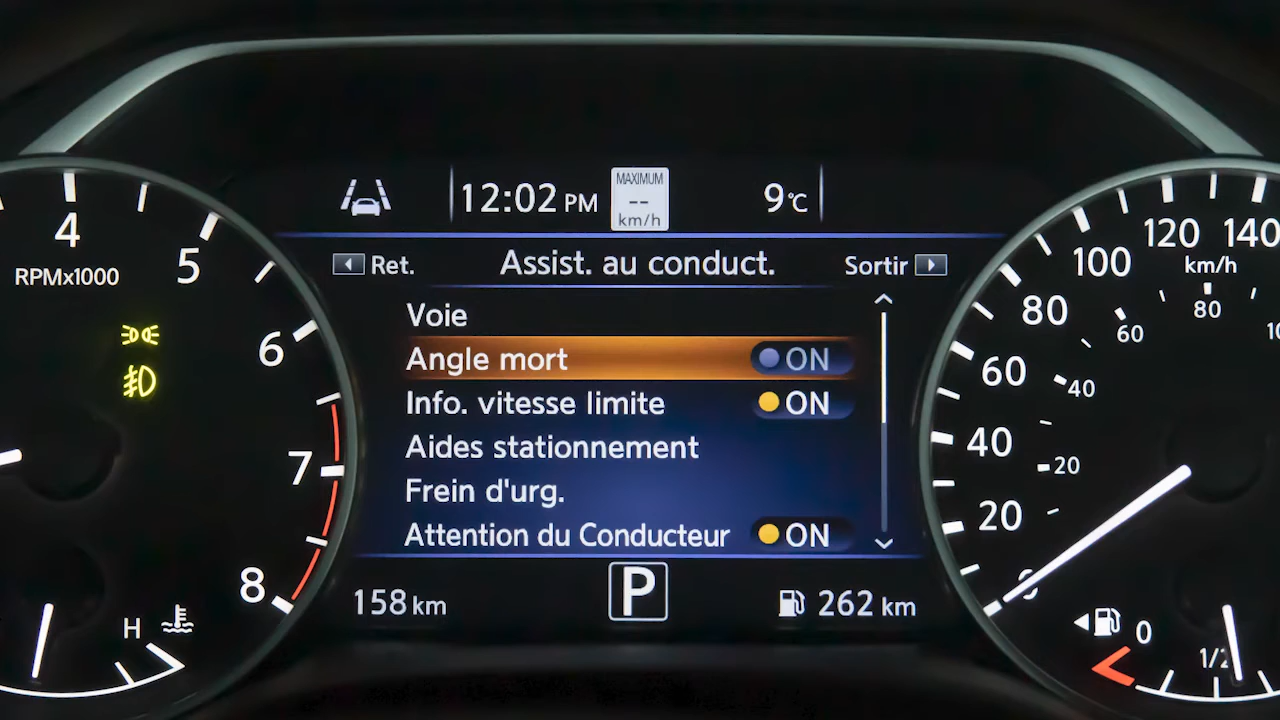 12:02 PM
MAXIMUM
--
km/h
9°C
Ret.
Assist. au conduct.
Sortir
Voie
Angle mort ON
Info. vitesse limite ON
Aides stationnement
Frein d'urg.
Attention du Conducteur ON
158 km
P
262 km
4
RPMx1000
5
6
7
8
H
140
120
km/h
100
80
80
60
60
40
40
20
20
0
0
1/2